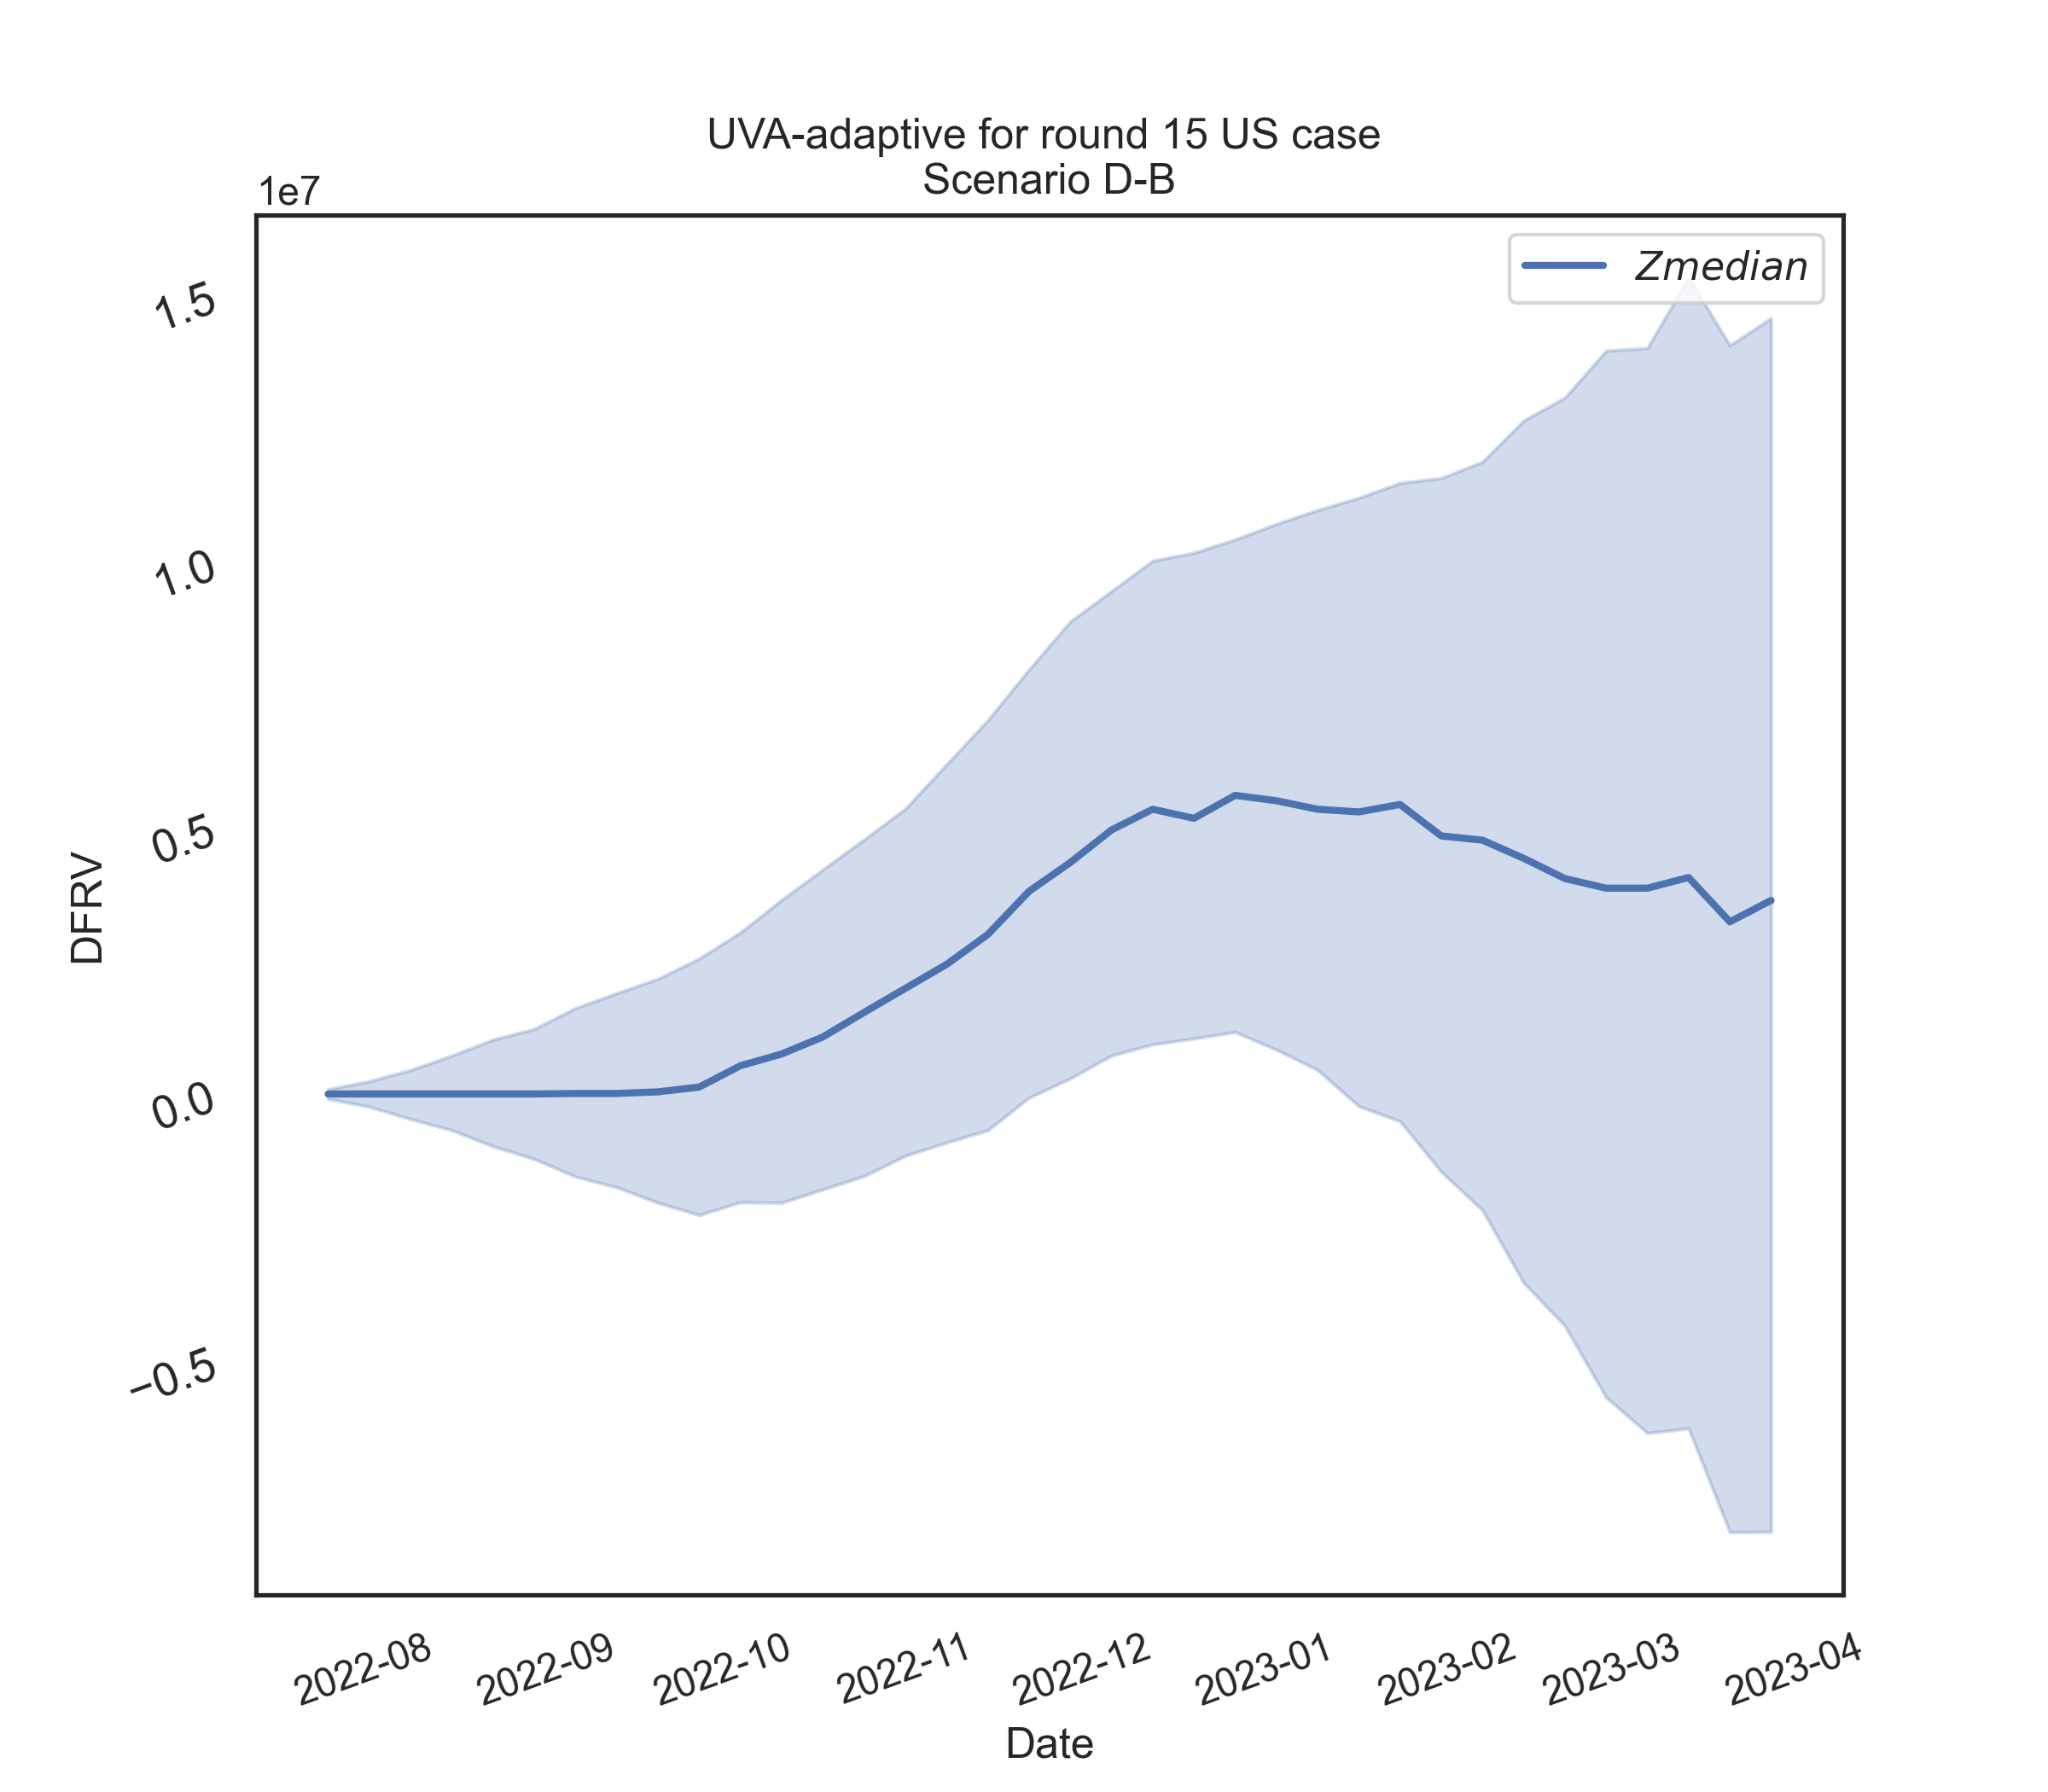 UVA-adaptive for round 15 US case
Scenario D-B
1e7
Zmedian
1.5
1.0
0.5
0.0
−0.5
DFRV
2022-08
2022-09
2022-10
2022-11
2022-12
2023-01
2023-02
2023-03
2023-04
Date